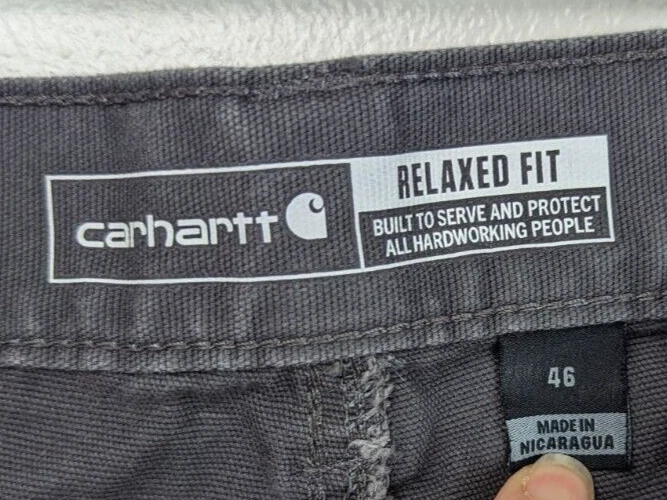 carhartt
RELAXED FIT
BUILT TO SERVE AND PROTECT
ALL HARDWORKING PEOPLE
46
MADE IN
NICARAGUA